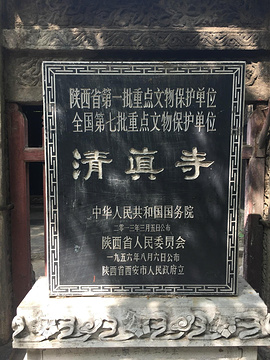 陕西省第一批重点文物保护单位
全国第七批重点文物保护单位
清真寺
中华人民共和国国务院
二〇一三年三月五日公布
陕西省人民委员会
一九五六年八月六日公布
陕西省西安市人民政府立